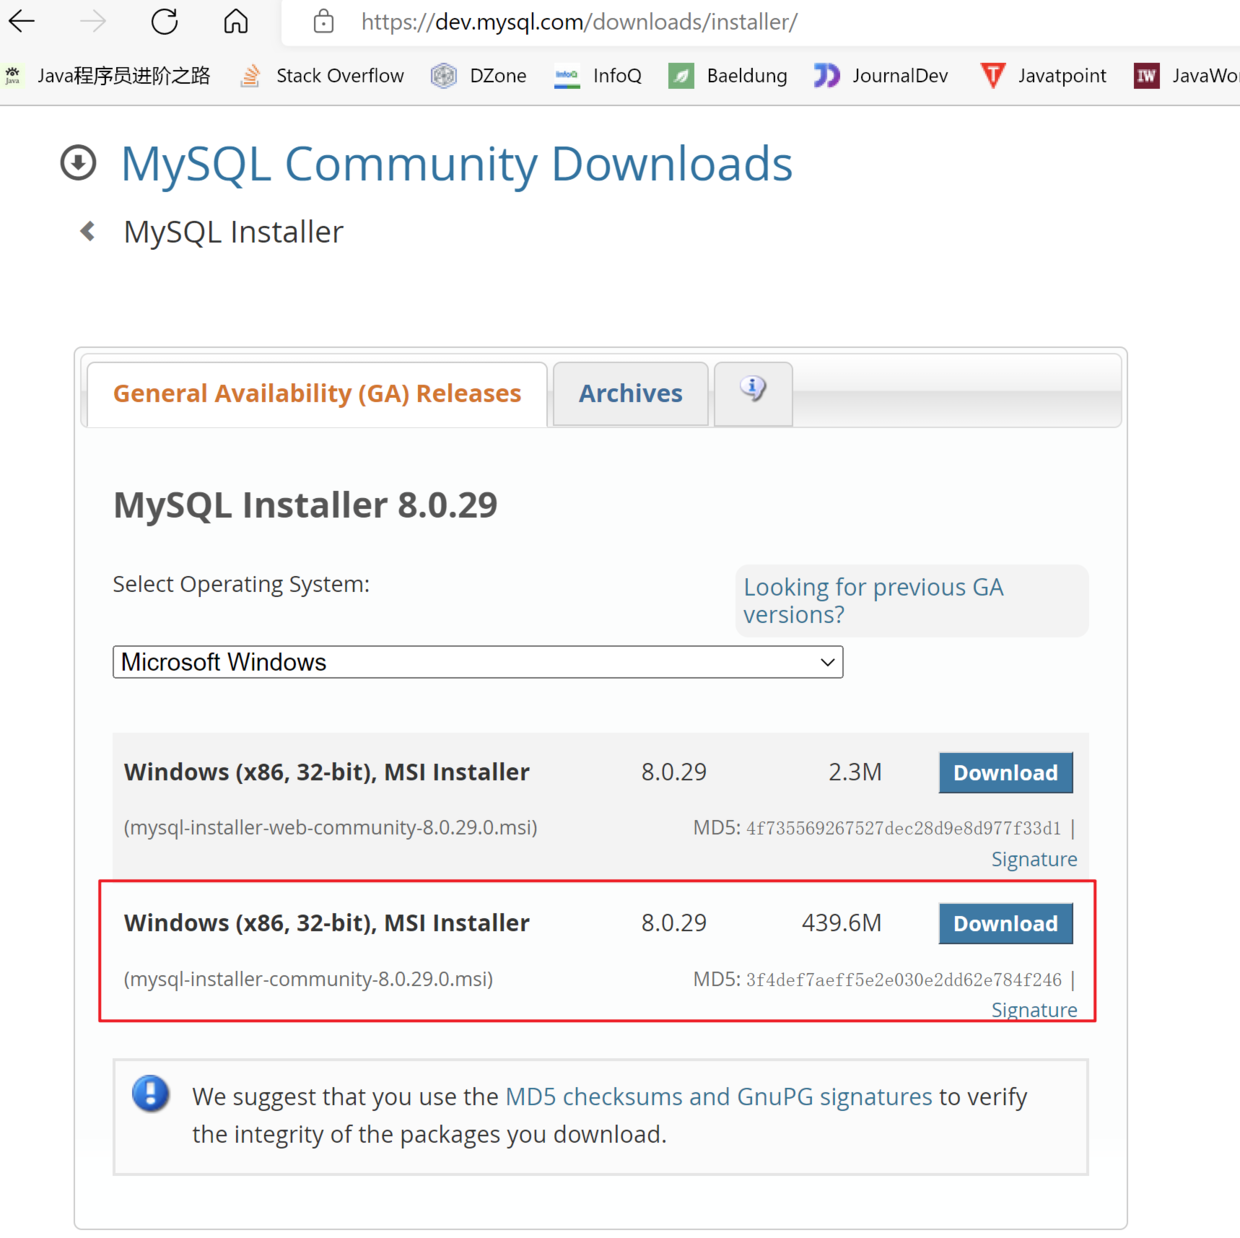 https://dev.mysql.com/downloads/installer/
Java程序员进阶之路 Stack Overflow DZone InfoQ Baeldung JournalDev Javatpoint JavaWo
MySQL Community Downloads
MySQL Installer
General Availability (GA) Releases Archives
MySQL Installer 8.0.29
Select Operating System:
Looking for previous GA
versions?
Microsoft Windows
Windows (x86, 32-bit), MSI Installer 8.0.29 2.3M Download
(mysql-installer-web-community-8.0.29.0.msi) MD5: 4f735569267527dec28d9e8d977f33d1 |
Signature
Windows (x86, 32-bit), MSI Installer 8.0.29 439.6M Download
(mysql-installer-community-8.0.29.0.msi) MD5: 3f4def7aeff5e2e030e2dd62e784f246 |
Signature
We suggest that you use the MD5 checksums and GnuPG signatures to verify
the integrity of the packages you download.